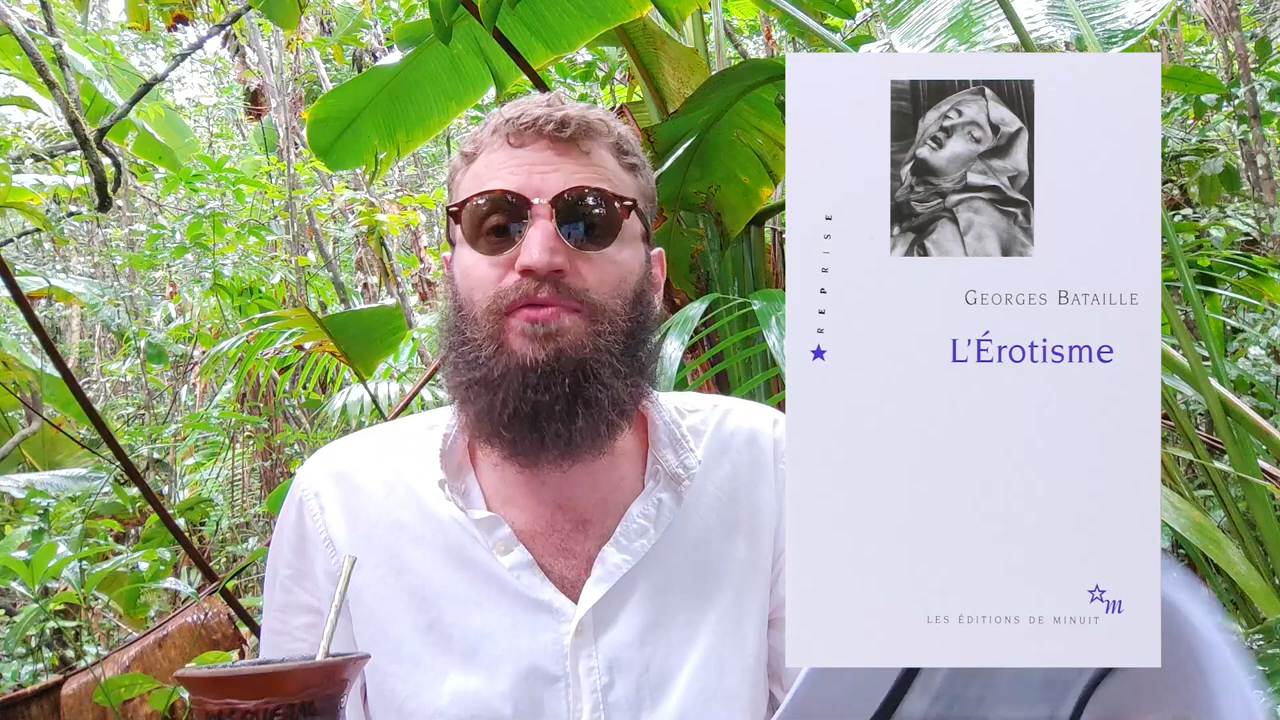 REPRISE
GEORGES BATAILLE
L'Érotisme
m
LES ÉDITIONS DE MINUIT